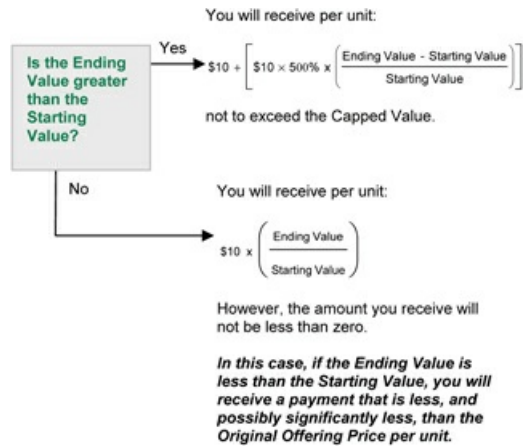 You will receive per unit:
Is the Ending
Value greater
than the
Starting
Value?
Yes
$10 + [ $10 × 500% x ( Ending Value - Starting Value
Starting Value ) ]
not to exceed the Capped Value.
No
You will receive per unit:
$10 x ( Ending Value
Starting Value )
However, the amount you receive will
not be less than zero.
In this case, if the Ending Value is
less than the Starting Value, you will
receive a payment that is less, and
possibly significantly less, than the
Original Offering Price per unit.